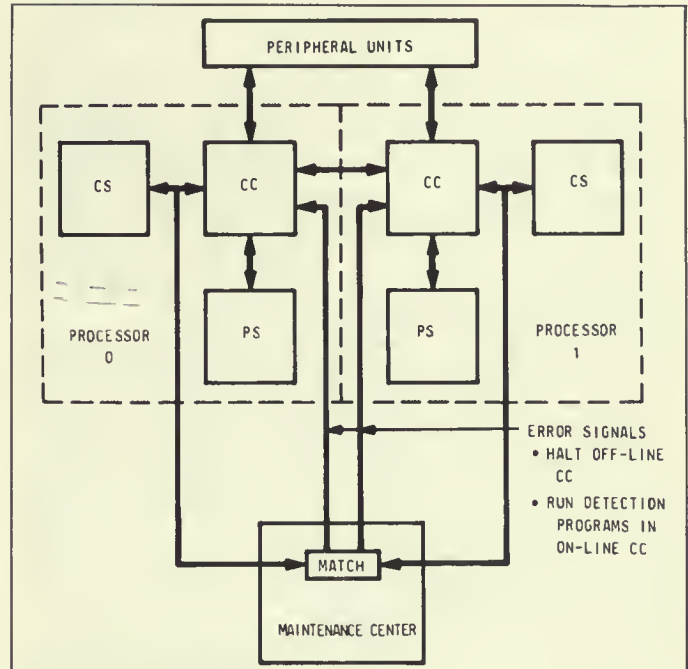 PERIPHERAL UNITS
CS
CC
CC
CS
PS
PS
PROCESSOR
0
PROCESSOR
1
ERROR SIGNALS
• HALT OFF-LINE
CC
• RUN DETECTION
PROGRAMS IN
ON-LINE CC
MATCH
MAINTENANCE CENTER